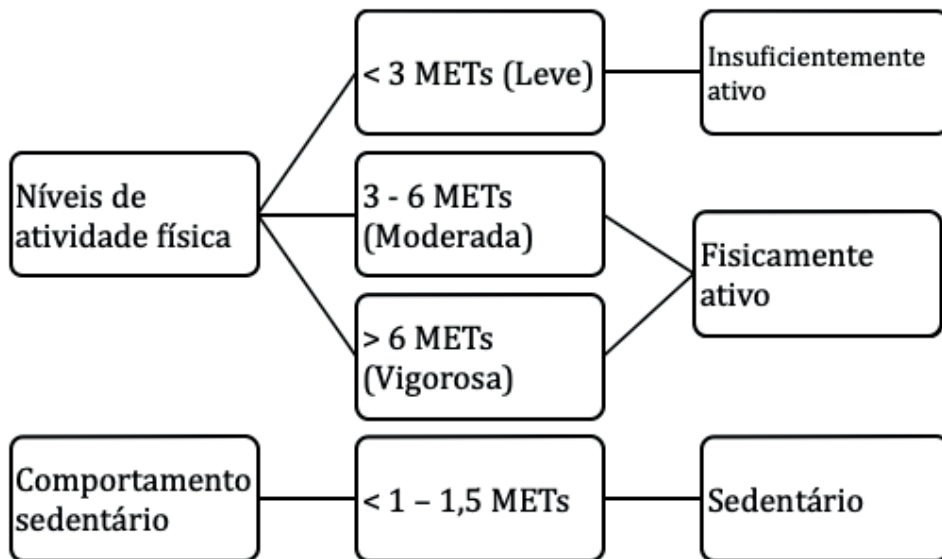 Níveis de
atividade física
< 3 METs (Leve)
Insuficientemente
ativo
3 - 6 METs
(Moderada)
> 6 METs
(Vigorosa)
Fisicamente
ativo
Comportamento
sedentário
< 1 – 1,5 METs
Sedentário